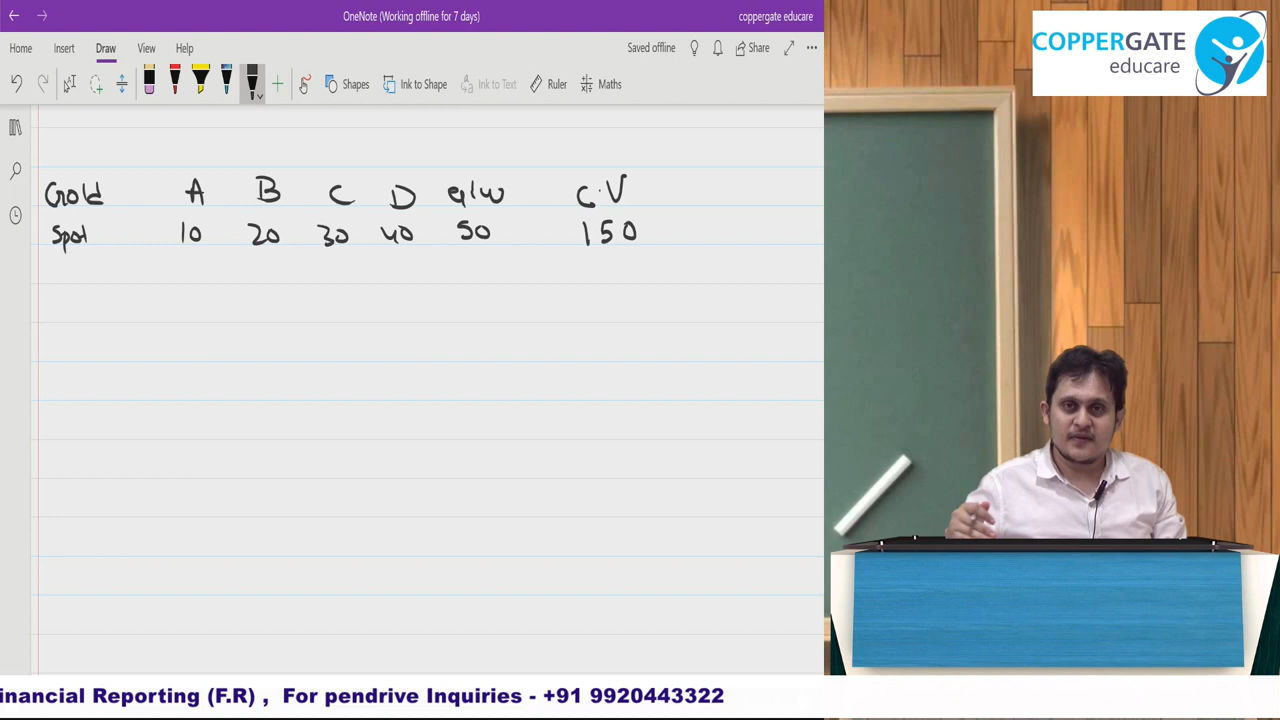 OneNote (Working offline for 7 days)
coppergate educare
Home Insert Draw View Help
Saved offline
Share
Shapes
Ink to Shape
Ink to Text
Ruler
Maths
COPPERGATE
educare
Gold A B C D g/w C.V
Spot 10 20 30 40 50 150
inancial Reporting (F.R) , For pendrive Inquiries - +91 9920443322